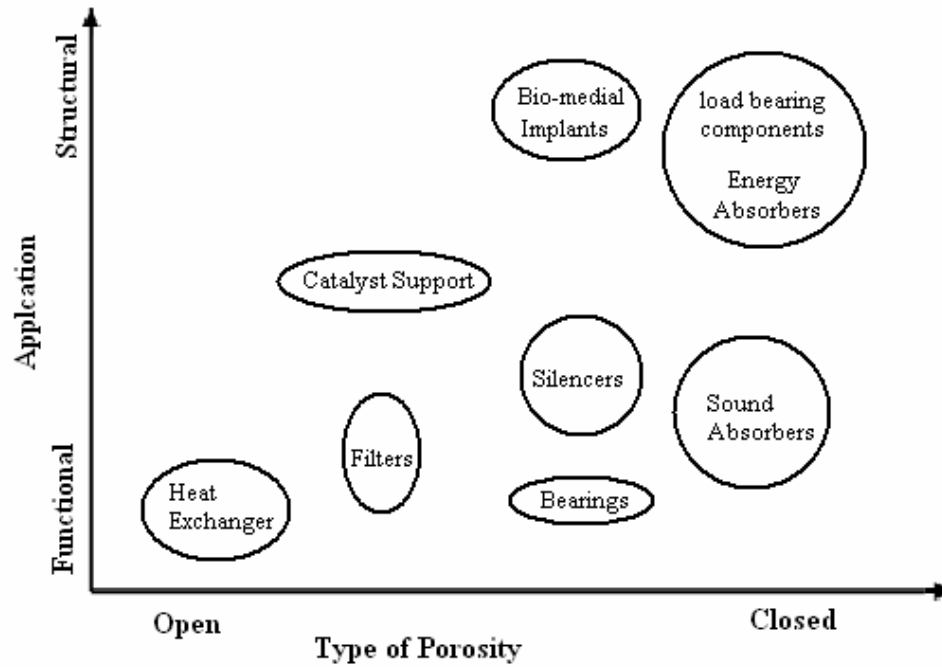 Structural
Application
Functional
Bio-medial
Implants
load bearing
components
Energy
Absorbers
Catalyst Support
Silencers
Sound
Absorbers
Filters
Heat
Exchanger
Bearings
Open
Closed
Type of Porosity